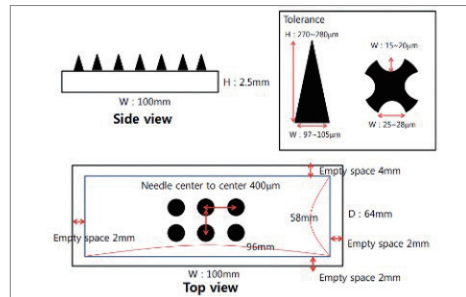 Tolerance
H : 270~280μm
W : 15~20μm
H : 2.5mm
W : 100mm
Side view
W : 97~105μm
W : 25~28μm
Empty space 4mm
Needle center to center 400μm
58mm
D : 64mm
Empty space 2mm
96mm
Empty space 2mm
W : 100mm
Empty space 2mm
Top view